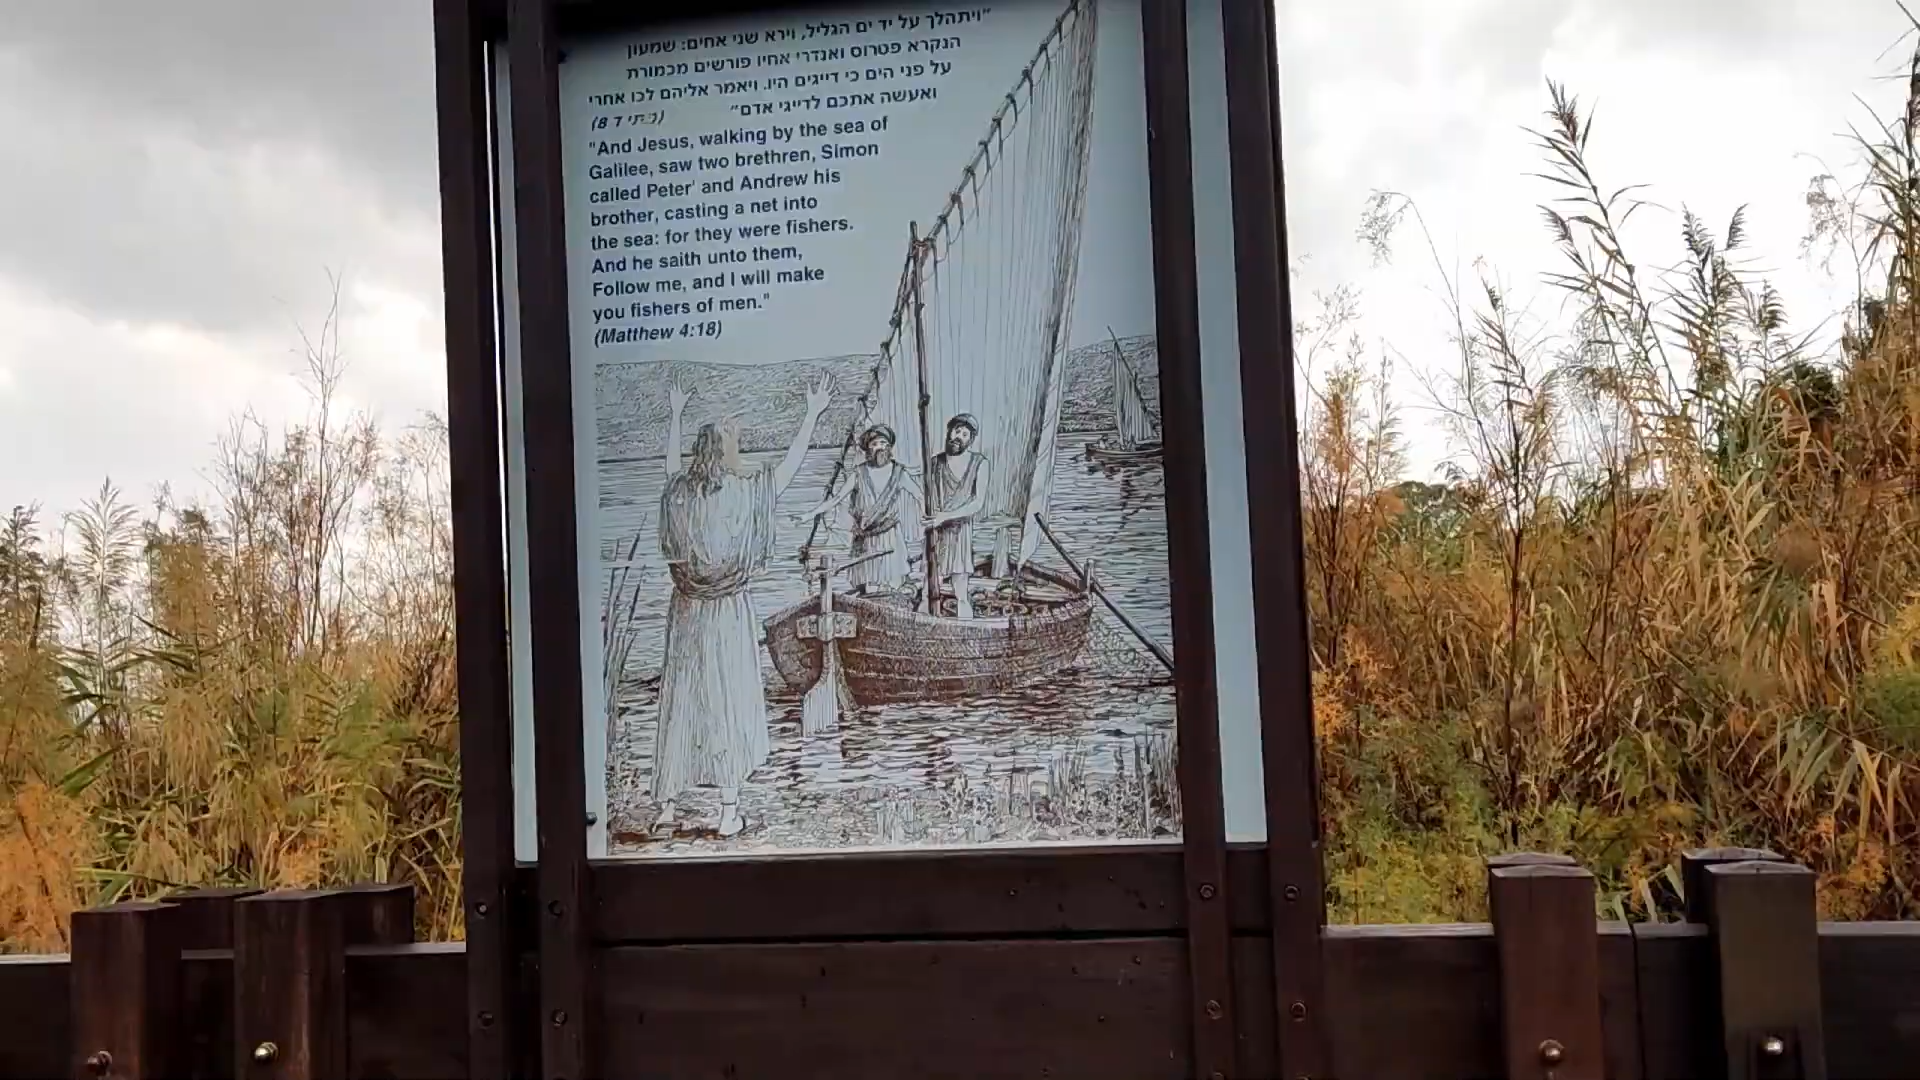 "ויתהלך על יד ים הגליל, וירא שני אחים: שמעון
הנקרא פטרוס ואנדרי אחיו פורשים מכמורת
על פני הים כי דייגים היו. ויאמר אליהם לכו אחרי
ואעשה אתכם לדייגי אדם"
(מתי ד 8)
"And Jesus, walking by the sea of
Galilee, saw two brethren, Simon
called Peter' and Andrew his
brother, casting a net into
the sea: for they were fishers.
And he saith unto them,
Follow me, and I will make
you fishers of men."
(Matthew 4:18)